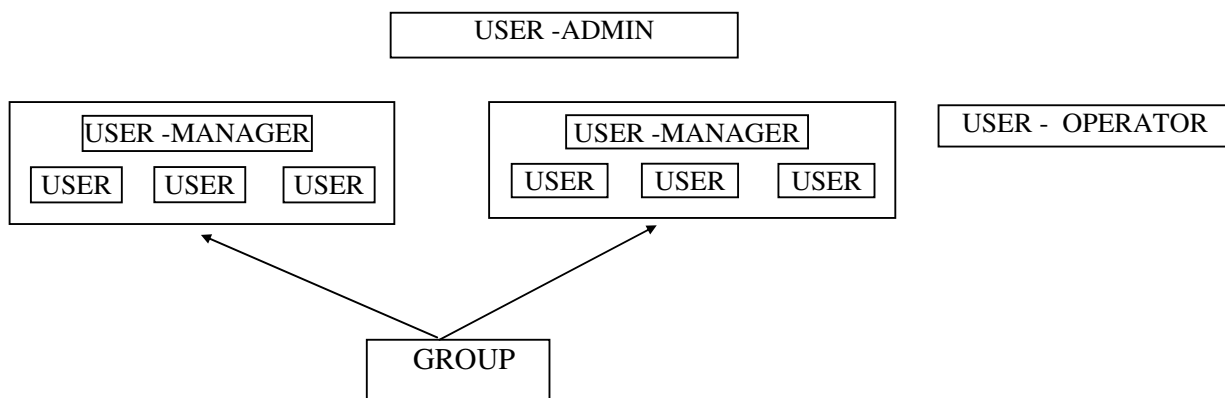 USER -ADMIN
USER -MANAGER
USER USER USER
USER -MANAGER
USER USER USER
USER - OPERATOR
GROUP